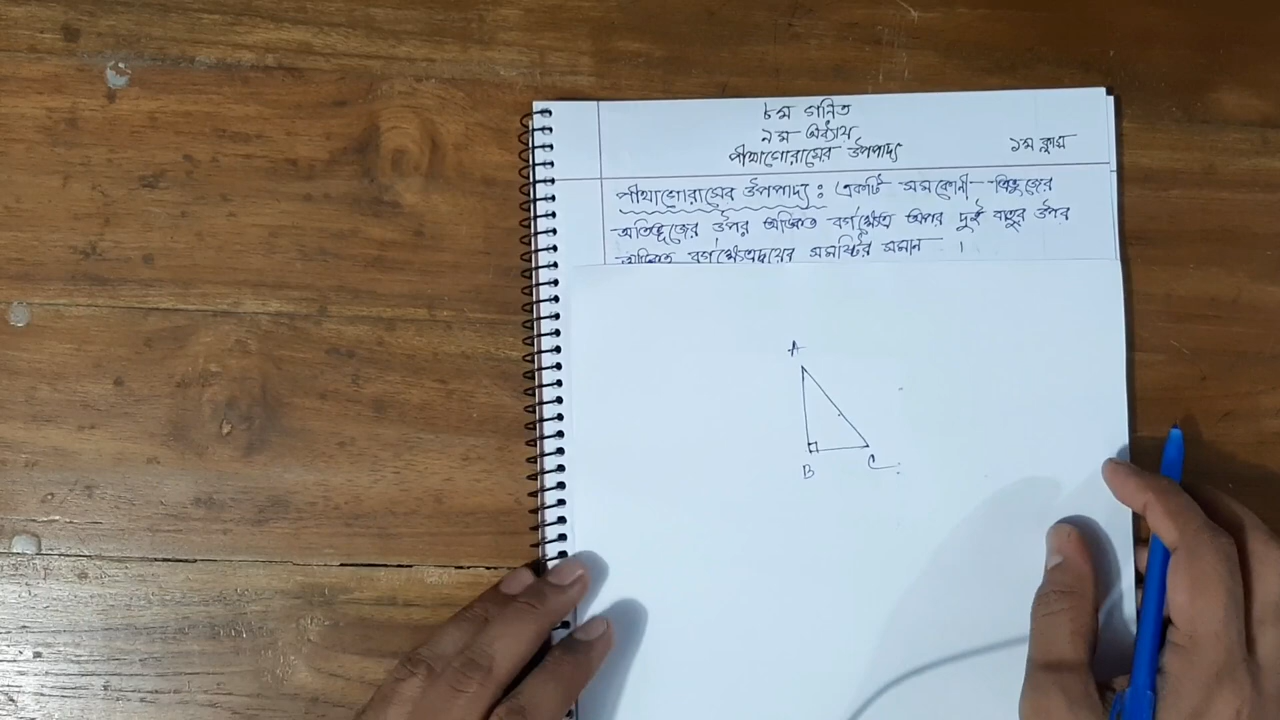 ৮ম গনিত
৯ম অধ্যায়
পীথাগোরাসের উপপাদ্য
১ম ক্লাস
পীথাগোরাসের উপপাদ্য : একটি সমকোনী ত্রিভুজের
অতিভুজের উপর অঙ্কিত বর্গক্ষেত্র অপর দুই বাহুর উপর
অঙ্কিত বর্গক্ষেত্রদ্বয়ের সমষ্টির সমান ।
A
B
C